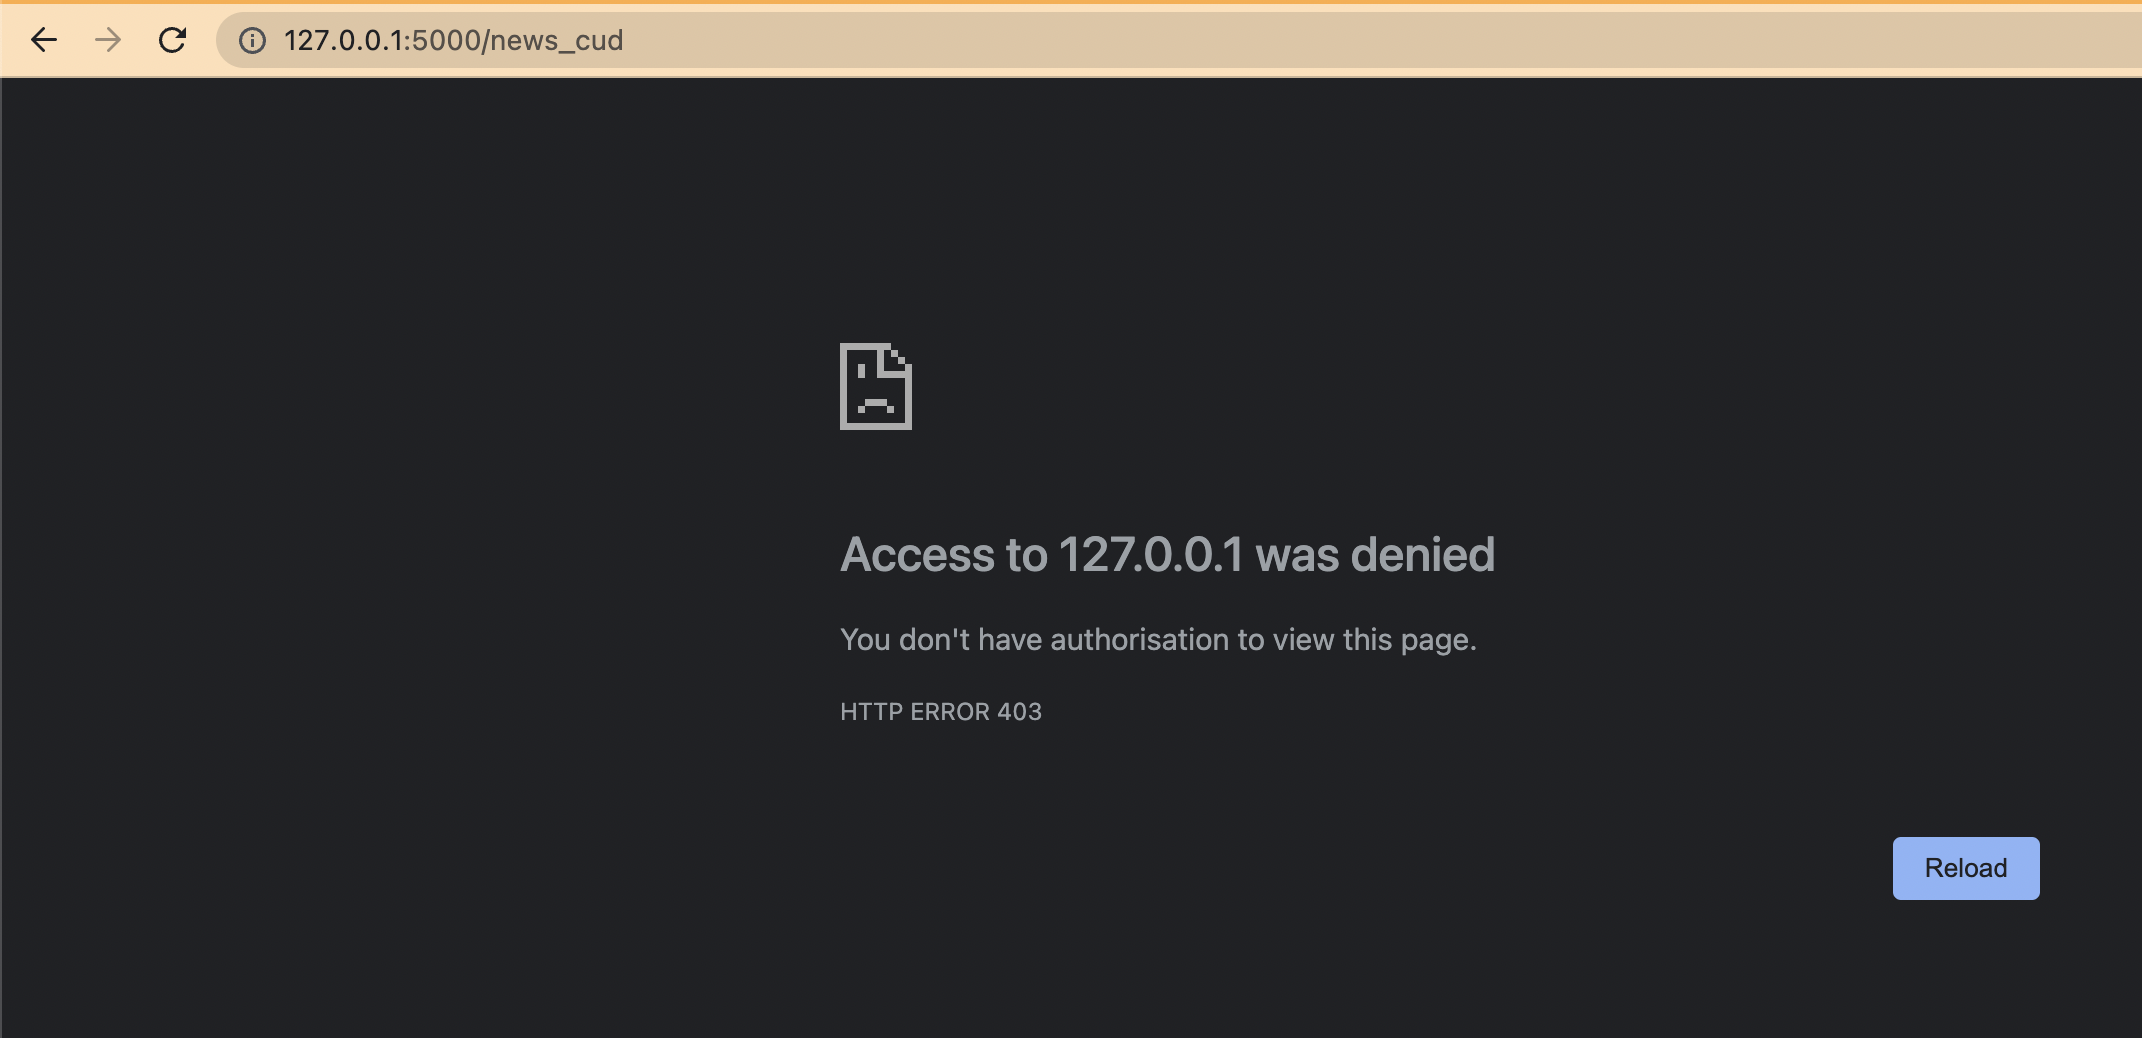 127.0.0.1:5000/news_cud
Access to 127.0.0.1 was denied
You don't have authorisation to view this page.
HTTP ERROR 403
Reload